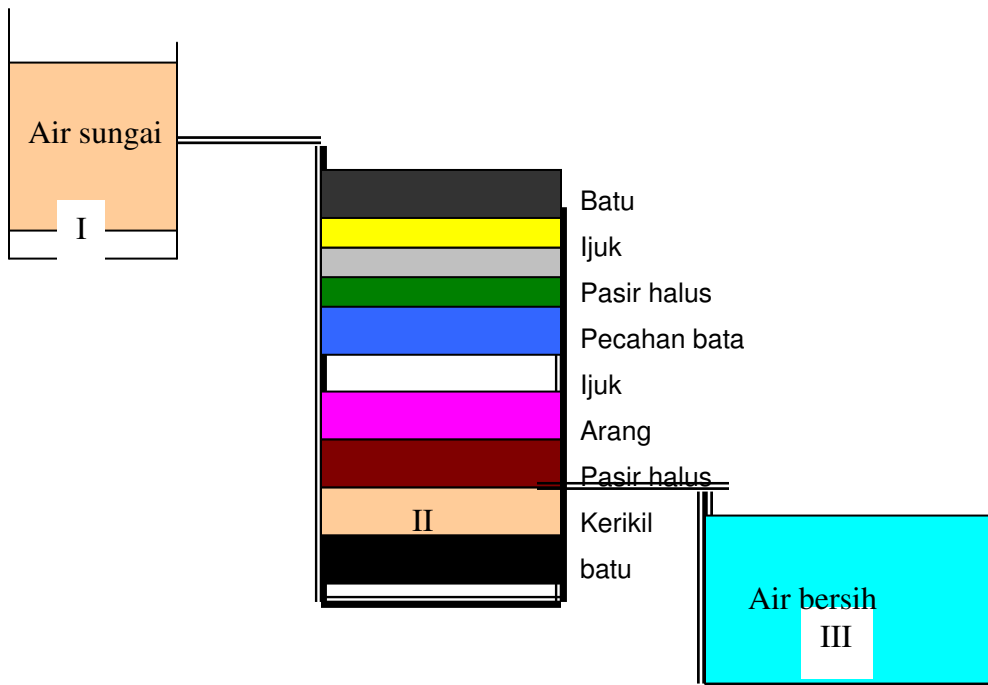 Air sungai
I
Batu
Ijuk
Pasir halus
Pecahan bata
Ijuk
Arang
Pasir halus
II
Kerikil
batu
Air bersih
III